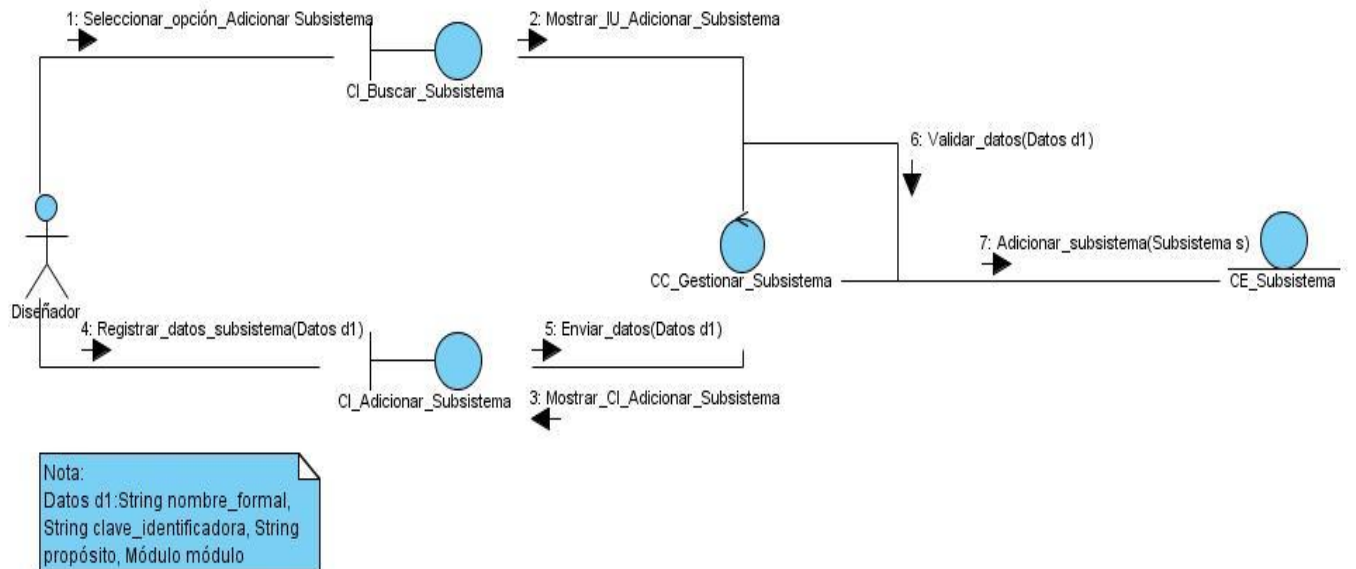 1: Seleccionar_opción_Adicionar Subsistema
2: Mostrar_IU_Adicionar_Subsistema
CI_Buscar_Subsistema
6: Validar_datos(Datos d1)
7: Adicionar_subsistema(Subsistema s)
CC_Gestionar_Subsistema
CE_Subsistema
Diseñador
4: Registrar_datos_subsistema(Datos d1)
5: Enviar_datos(Datos d1)
CI_Adicionar_Subsistema
3: Mostrar_CI_Adicionar_Subsistema
Nota:
Datos d1:String nombre_formal,
String clave_identificadora, String
propósito, Módulo módulo